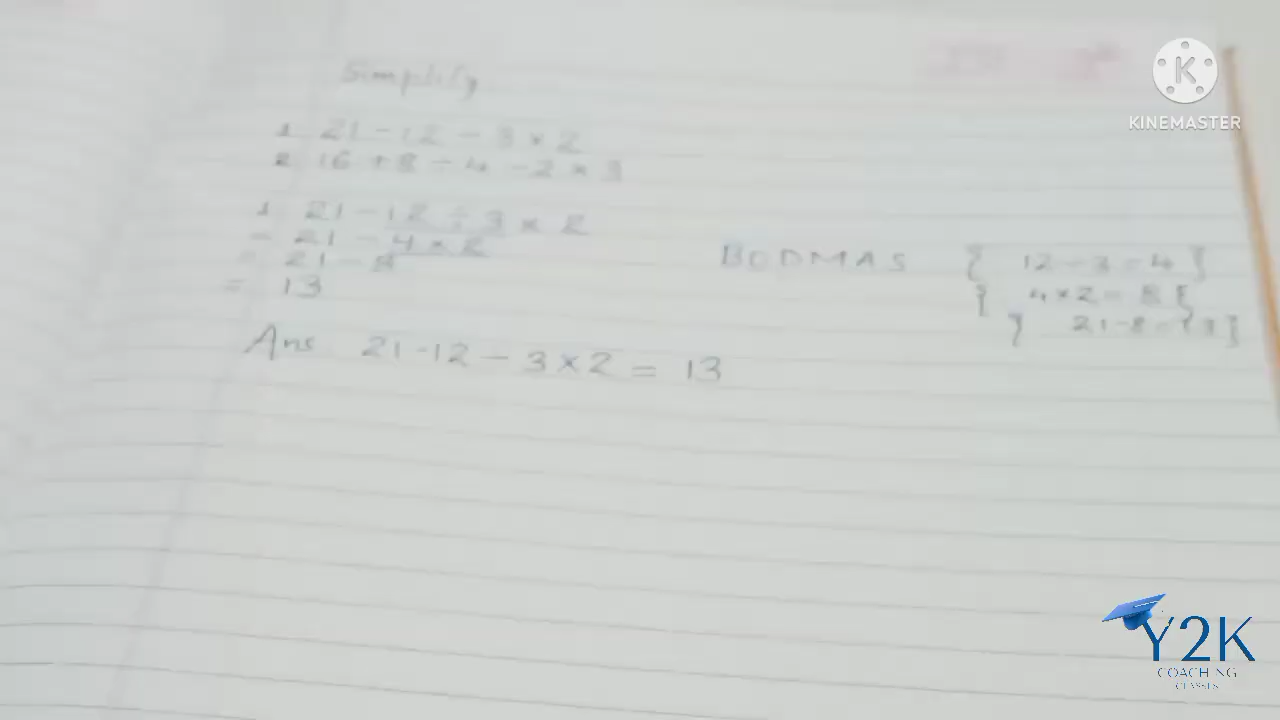 Simplify
1 21 - 12 ÷ 3 × 2
2 16 + 8 ÷ 4 - 2 × 3
1 21 - 12 ÷ 3 × 2
= 21 - 4 × 2
= 21 - 8
= 13
BODMAS
{ 12 ÷ 3 = 4 }
{ 4 × 2 = 8 }
} 21 - 8 = 13 }
Ans 21 - 12 ÷ 3 × 2 = 13
KINEMASTER
Y2K
COACHING
CLASSES